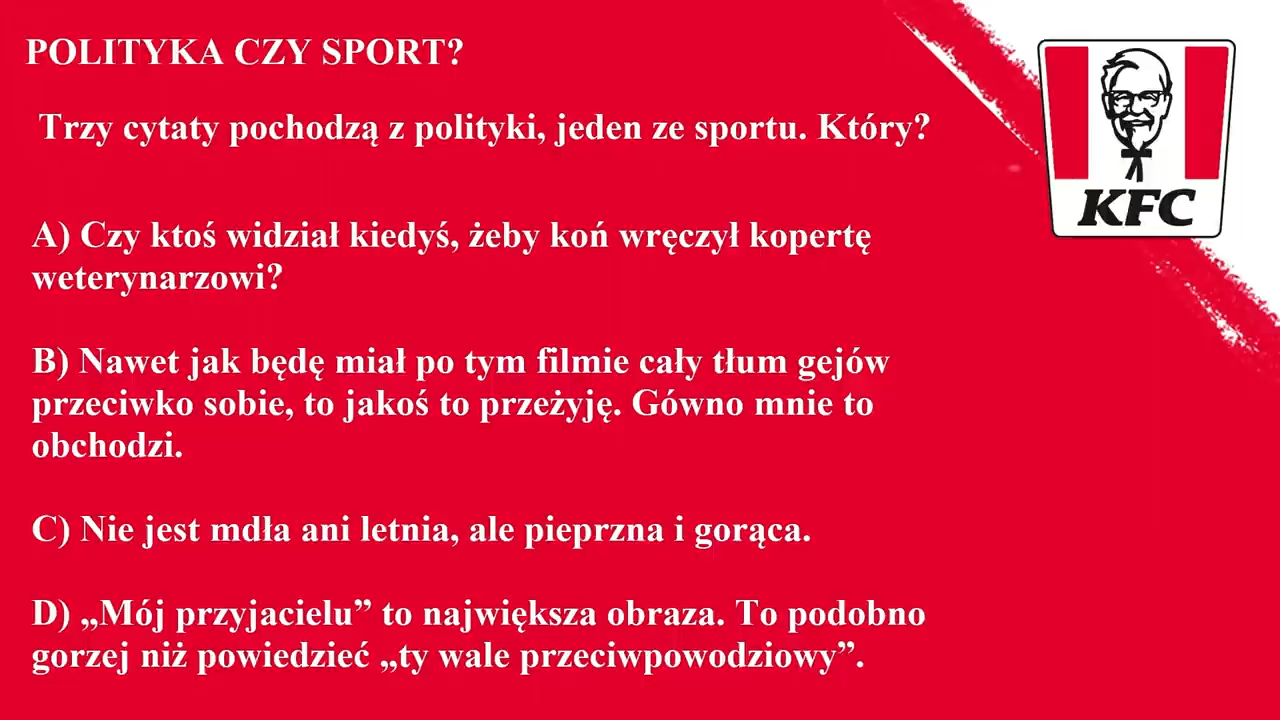 POLITYKA CZY SPORT?
Trzy cytaty pochodzą z polityki, jeden ze sportu. Który?
A) Czy ktoś widział kiedyś, żeby koń wręczył kopertę
weterynarzowi?
B) Nawet jak będę miał po tym filmie cały tłum gejów
przeciwko sobie, to jakoś to przeżyję. Gówno mnie to
obchodzi.
C) Nie jest mdła ani letnia, ale pieprzna i gorąca.
D) „Mój przyjacielu” to największa obraza. To podobno
gorzej niż powiedzieć „ty wale przeciwpowodziowy”.
KFC